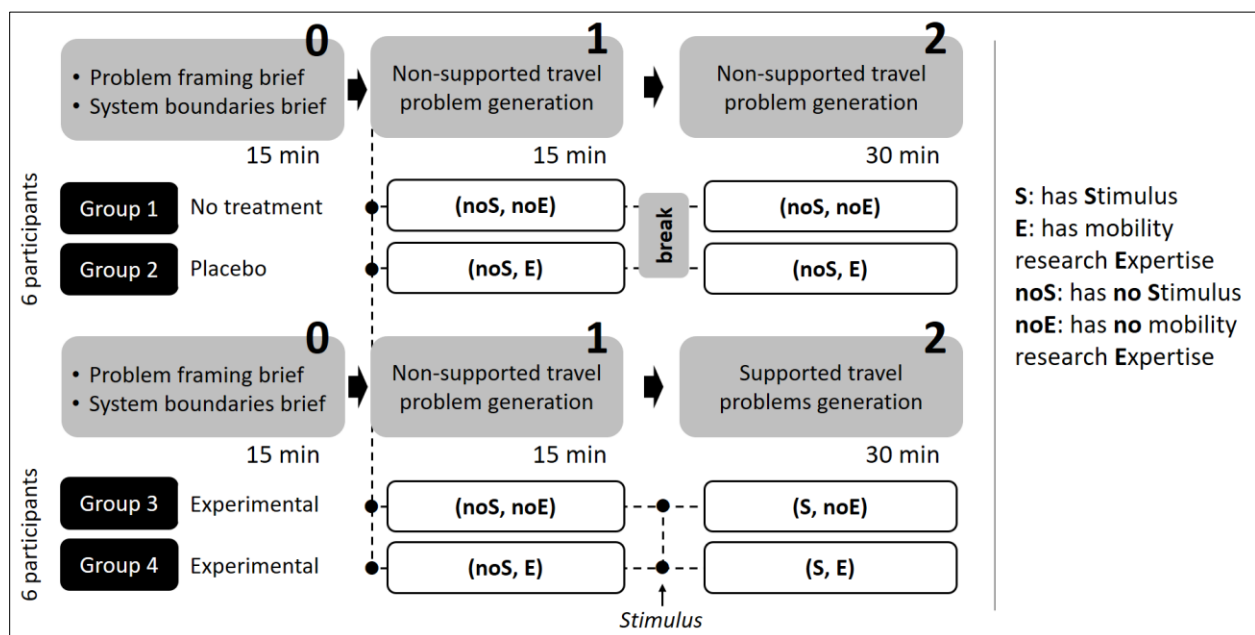 0
• Problem framing brief
• System boundaries brief
15 min
1
Non-supported travel
problem generation
15 min
2
Non-supported travel
problem generation
30 min
6 participants
Group 1
No treatment
(noS, noE)
break
(noS, noE)
Group 2
Placebo
(noS, E)
(noS, E)
0
• Problem framing brief
• System boundaries brief
15 min
1
Non-supported travel
problem generation
15 min
2
Supported travel
problems generation
30 min
6 participants
Group 3
Experimental
(noS, noE)
(S, noE)
Group 4
Experimental
(noS, E)
(S, E)
Stimulus
S: has Stimulus
E: has mobility
research Expertise
noS: has no Stimulus
noE: has no mobility
research Expertise